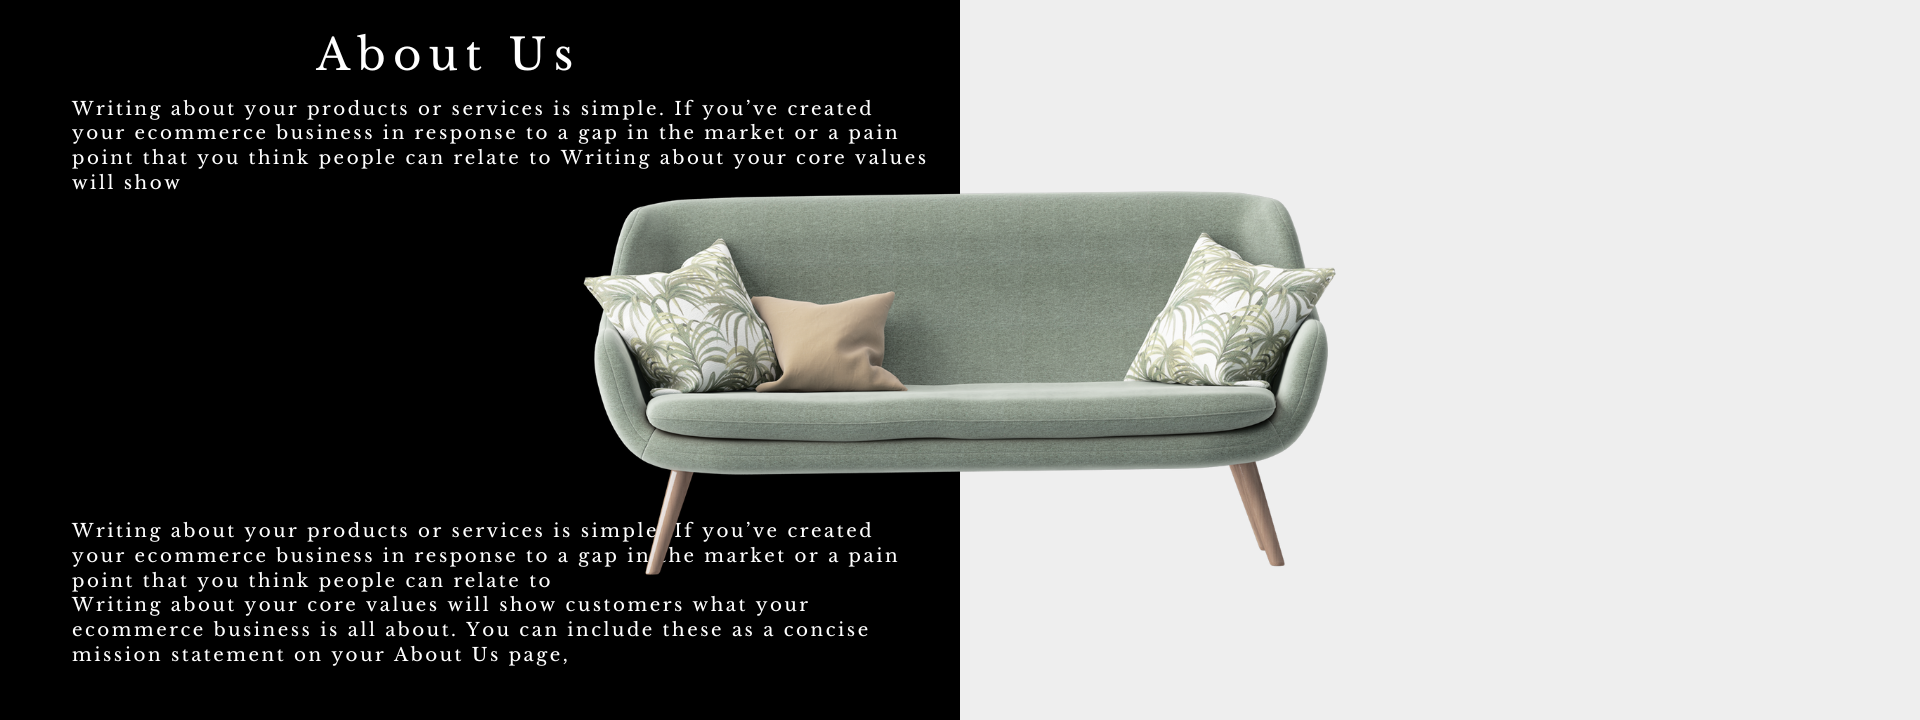 About Us
Writing about your products or services is simple. If you’ve created
your ecommerce business in response to a gap in the market or a pain
point that you think people can relate to Writing about your core values
will show
Writing about your products or services is simple. If you’ve created
your ecommerce business in response to a gap in the market or a pain
point that you think people can relate to
Writing about your core values will show customers what your
ecommerce business is all about. You can include these as a concise
mission statement on your About Us page,